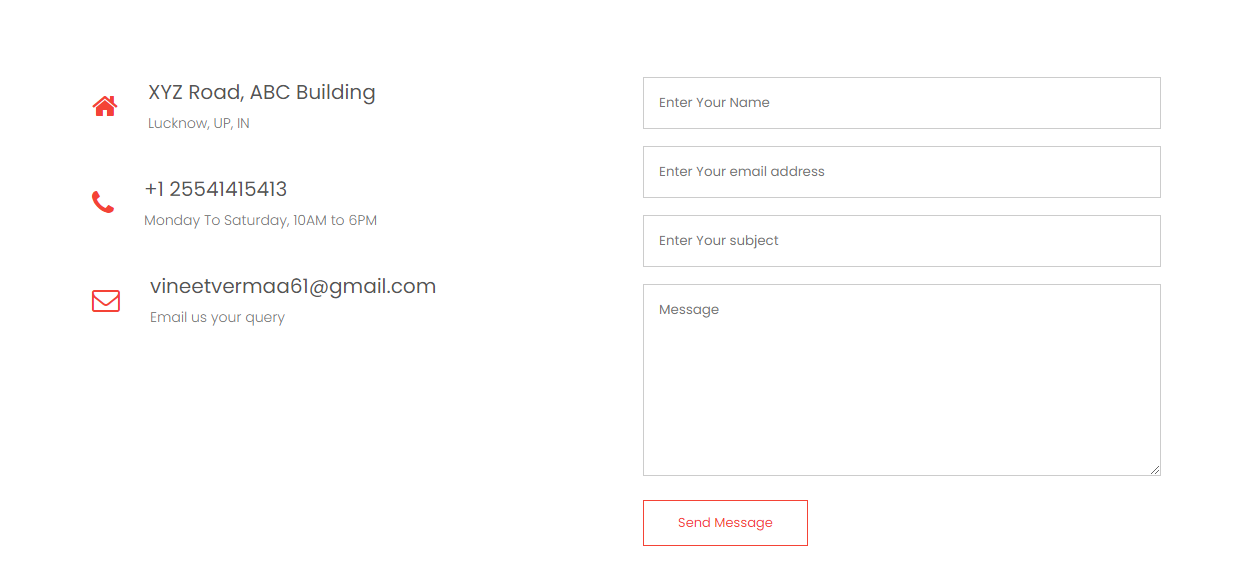 XYZ Road, ABC Building
Lucknow, UP, IN
+1 25541415413
Monday To Saturday, 10AM to 6PM
vineetvermaa61@gmail.com
Email us your query
Enter Your Name
Enter Your email address
Enter Your subject
Message
Send Message